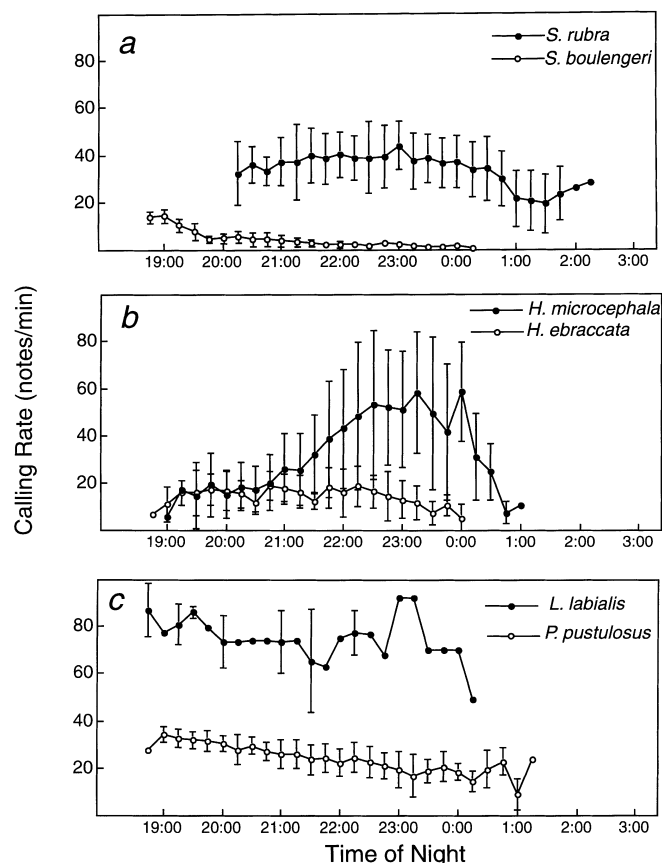 a
S. rubra
S. boulengeri
80
60
40
20
19:00 20:00 21:00 22:00 23:00 0:00 1:00 2:00 3:00
b
H. microcephala
H. ebraccata
80
60
40
20
19:00 20:00 21:00 22:00 23:00 0:00 1:00 2:00 3:00
Calling Rate (notes/min)
c
L. labialis
P. pustulosus
80
60
40
20
19:00 20:00 21:00 22:00 23:00 0:00 1:00 2:00 3:00
Time of Night